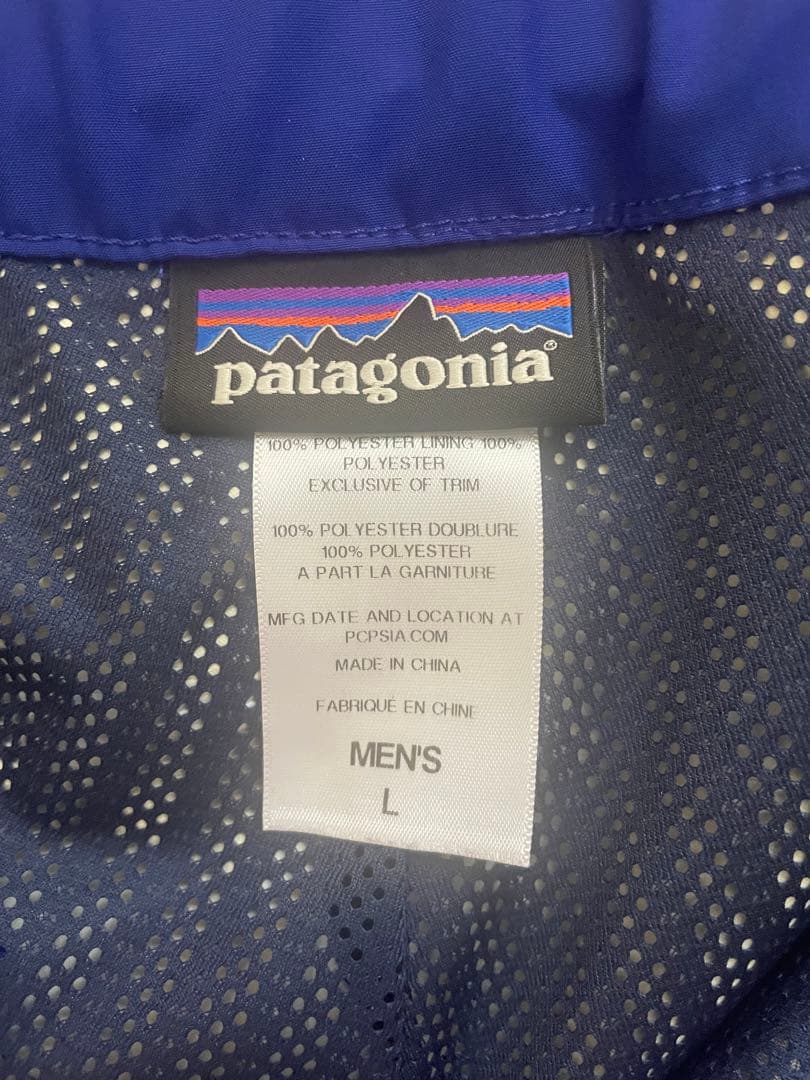 patagonia®
100% POLYESTER LINING 100%
POLYESTER
EXCLUSIVE OF TRIM
100% POLYESTER DOUBLURE
100% POLYESTER
A PART LA GARNITURE
MFG DATE AND LOCATION AT
PCPSIA.COM
MADE IN CHINA
FABRIQUÉ EN CHINE
MEN'S
L